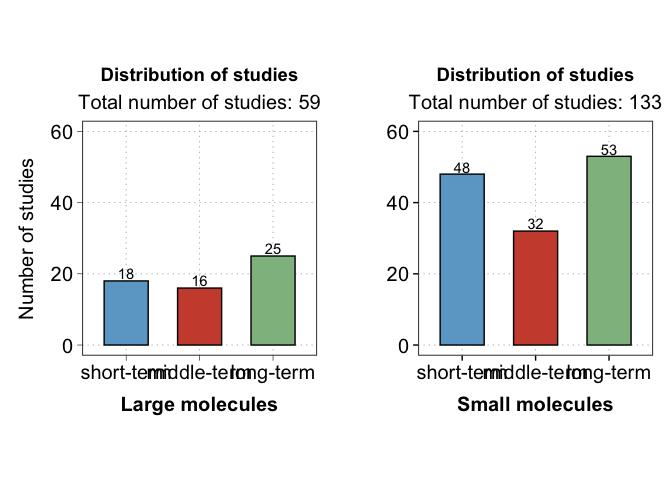 Distribution of studies
Total number of studies: 59
Number of studies
60
40
20
0
18
16
25
short-term
middle-term
long-term
Large molecules
Distribution of studies
Total number of studies: 133
60
40
20
0
48
32
53
short-term
middle-term
long-term
Small molecules